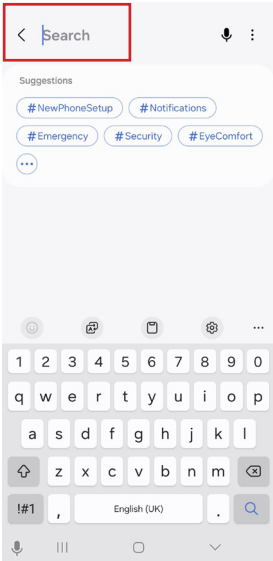 Search
Suggestions
#NewPhoneSetup #Notifications
#Emergency #Security #EyeComfort
1 2 3 4 5 6 7 8 9 0
q w e r t y u i o p
a s d f g h j k l
z x c v b n m
!#1 , English (UK) .